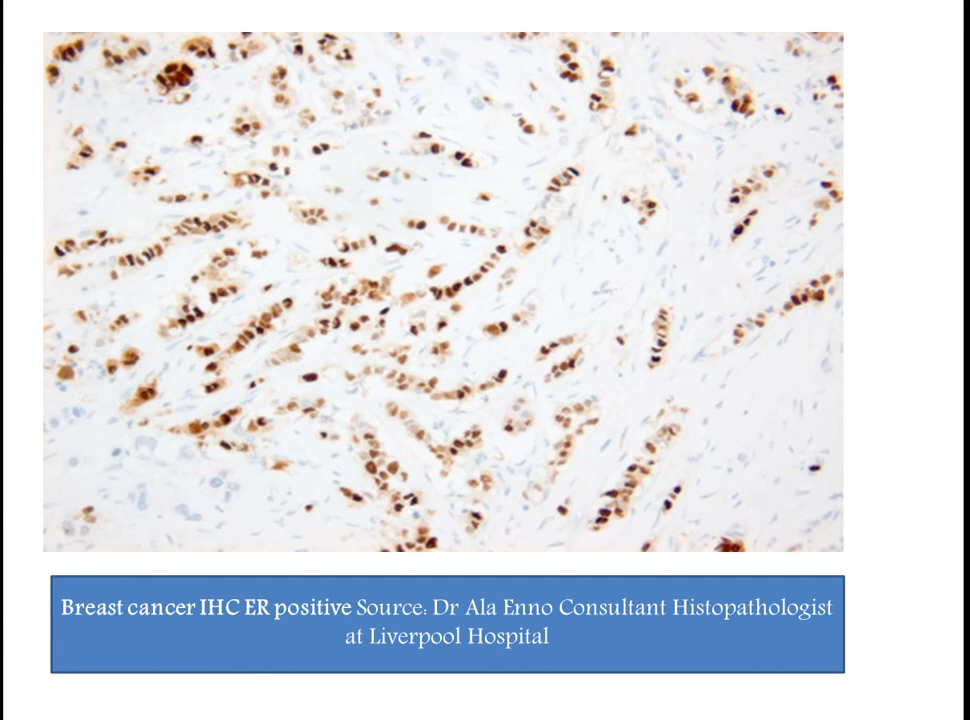 Breast cancer IHC ER positive Source: Dr Ala Enno Consultant Histopathologist
at Liverpool Hospital